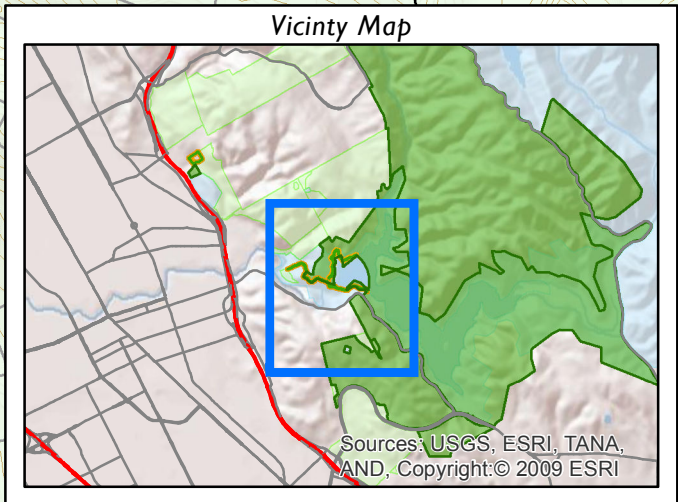 Vicinty Map
Sources: USGS, ESRI, TANA,
AND, Copyright:© 2009 ESRI